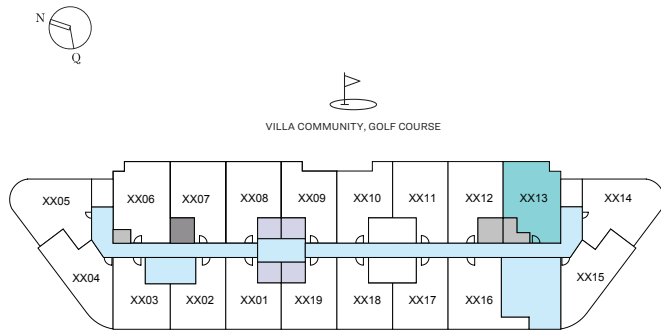 N
Q
VILLA COMMUNITY, GOLF COURSE
XX05 XX06 XX07 XX08 XX09 XX10 XX11 XX12 XX13 XX14
XX04 XX03 XX02 XX01 XX19 XX18 XX17 XX16 XX15